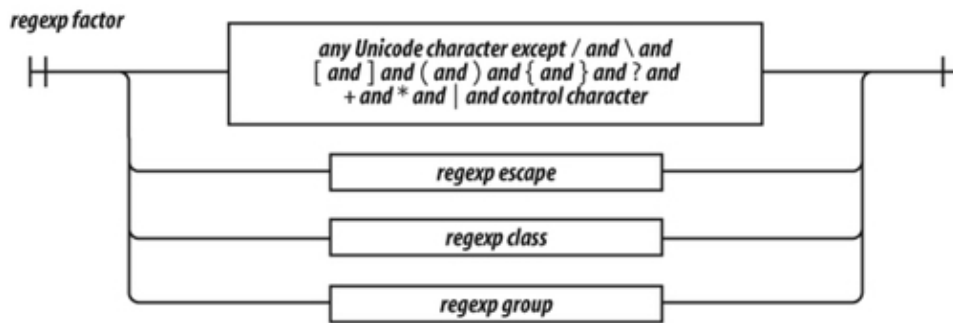 regexp factor
any Unicode character except / and \ and
[ and ] and ( and ) and { and } and ? and
+ and * and | and control character
regexp escape
regexp class
regexp group